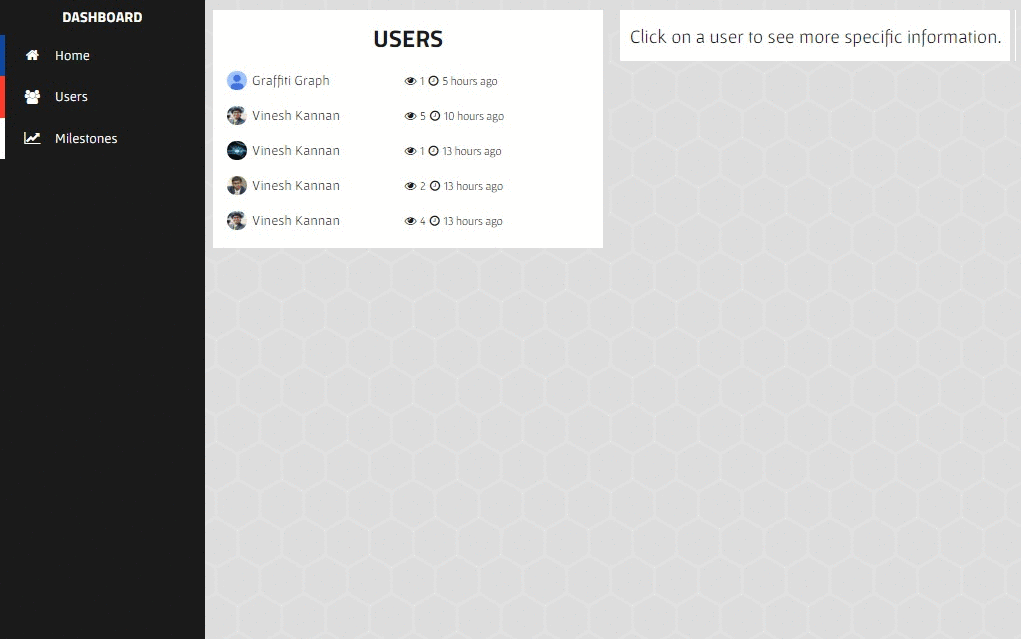 DASHBOARD
Home
Users
Milestones
USERS
Graffiti Graph 1 5 hours ago
Vinesh Kannan 5 10 hours ago
Vinesh Kannan 1 13 hours ago
Vinesh Kannan 2 13 hours ago
Vinesh Kannan 4 13 hours ago
Click on a user to see more specific information.